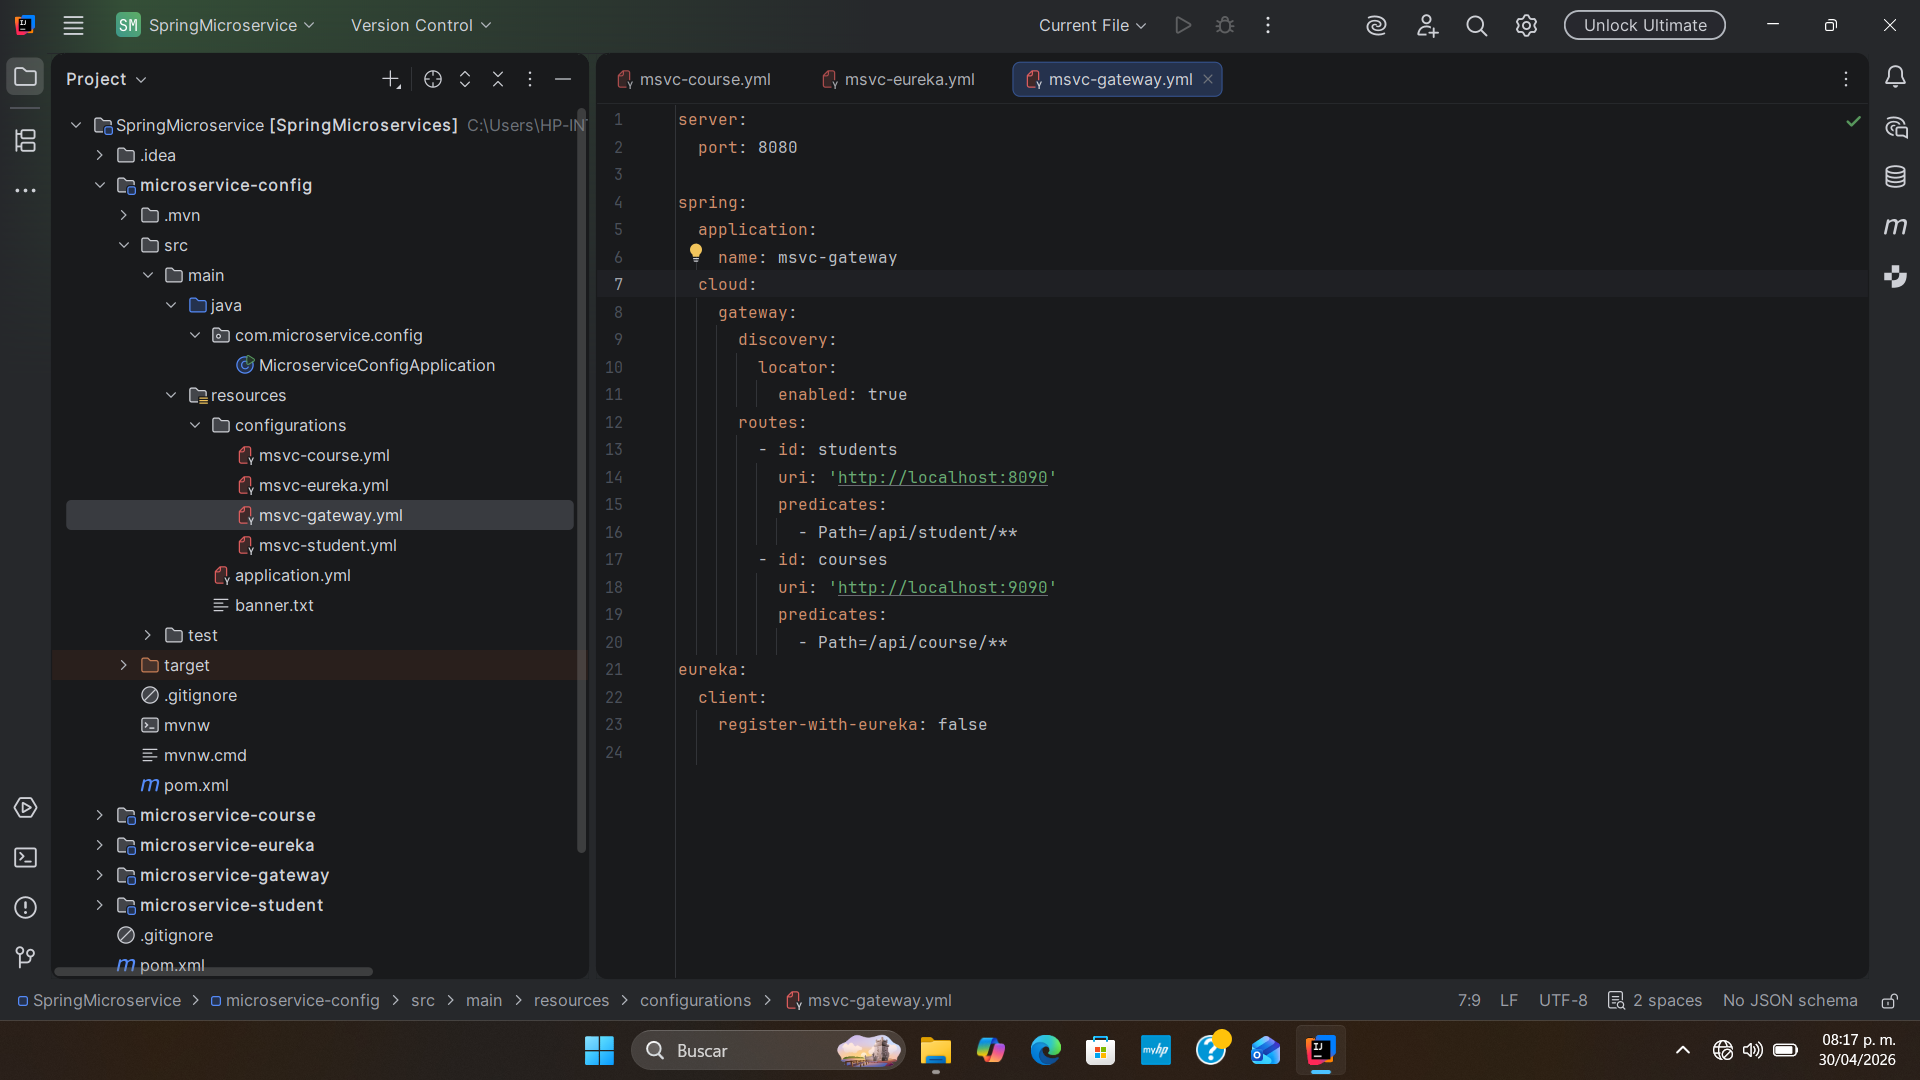 SM SpringMicroservice Version Control Current File Unlock Ultimate
Project
msvc-course.yml msvc-eureka.yml msvc-gateway.yml
SpringMicroservice [SpringMicroservices] C:\Users\HP-IN
.idea
microservice-config
.mvn
src
main
java
com.microservice.config
MicroserviceConfigApplication
resources
configurations
msvc-course.yml
msvc-eureka.yml
msvc-gateway.yml
msvc-student.yml
application.yml
banner.txt
test
target
.gitignore
mvnw
mvnw.cmd
pom.xml
microservice-course
microservice-eureka
microservice-gateway
microservice-student
.gitignore
pom.xml
1 server:
2   port: 8080
3
4 spring:
5   application:
6     name: msvc-gateway
7   cloud:
8     gateway:
9       discovery:
10         locator:
11           enabled: true
12       routes:
13         - id: students
14           uri: 'http://localhost:8090'
15           predicates:
16             - Path=/api/student/**
17         - id: courses
18           uri: 'http://localhost:9090'
19           predicates:
20             - Path=/api/course/**
21 eureka:
22   client:
23     register-with-eureka: false
24
SpringMicroservice > microservice-config > src > main > resources > configurations > msvc-gateway.yml 7:9 LF UTF-8 2 spaces No JSON schema
Buscar
myhp
08:17 p. m.
30/04/2026